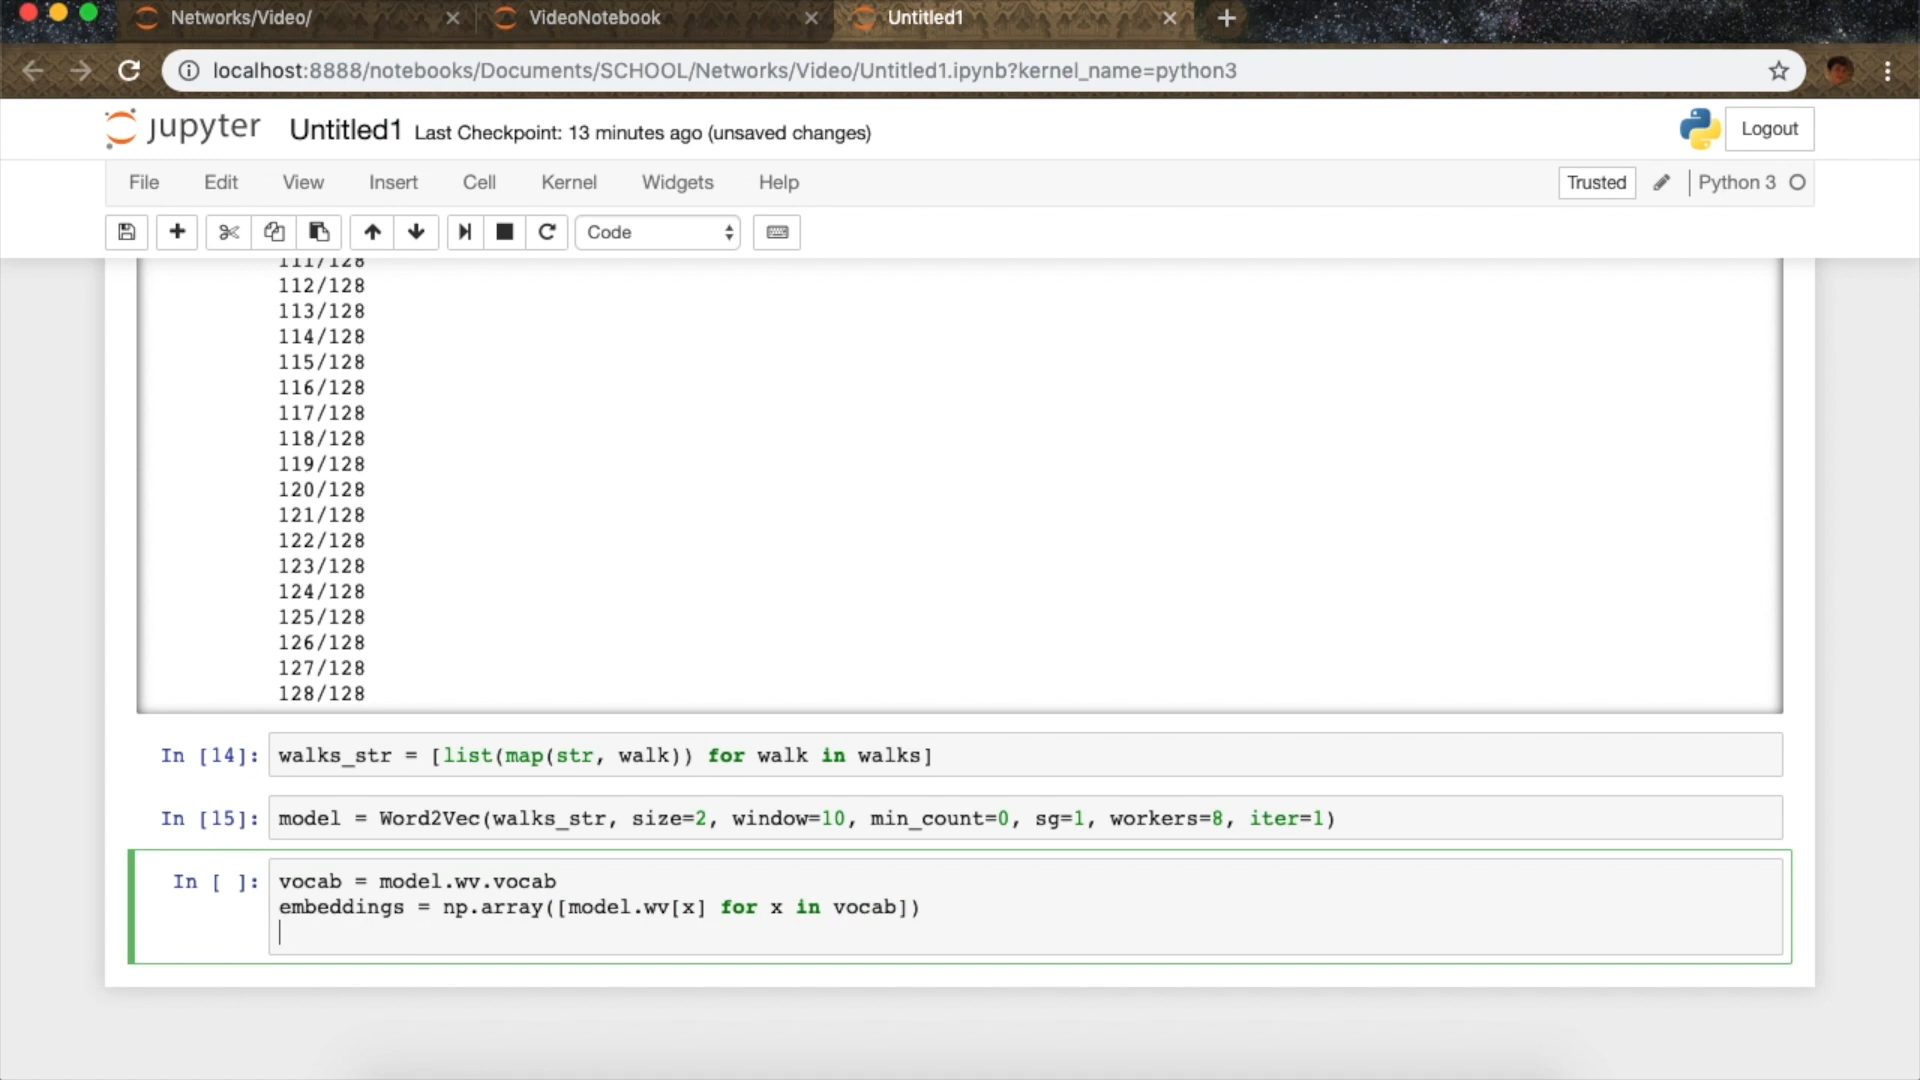 Networks/Video/
VideoNotebook
Untitled1
localhost:8888/notebooks/Documents/SCHOOL/Networks/Video/Untitled1.ipynb?kernel_name=python3
jupyter Untitled1 Last Checkpoint: 13 minutes ago (unsaved changes)
Logout
File Edit View Insert Cell Kernel Widgets Help
Trusted
Python 3
Code
111/128
112/128
113/128
114/128
115/128
116/128
117/128
118/128
119/128
120/128
121/128
122/128
123/128
124/128
125/128
126/128
127/128
128/128
In [14]: walks_str = [list(map(str, walk)) for walk in walks]
In [15]: model = Word2Vec(walks_str, size=2, window=10, min_count=0, sg=1, workers=8, iter=1)
In [ ]: vocab = model.wv.vocab
embeddings = np.array([model.wv[x] for x in vocab])